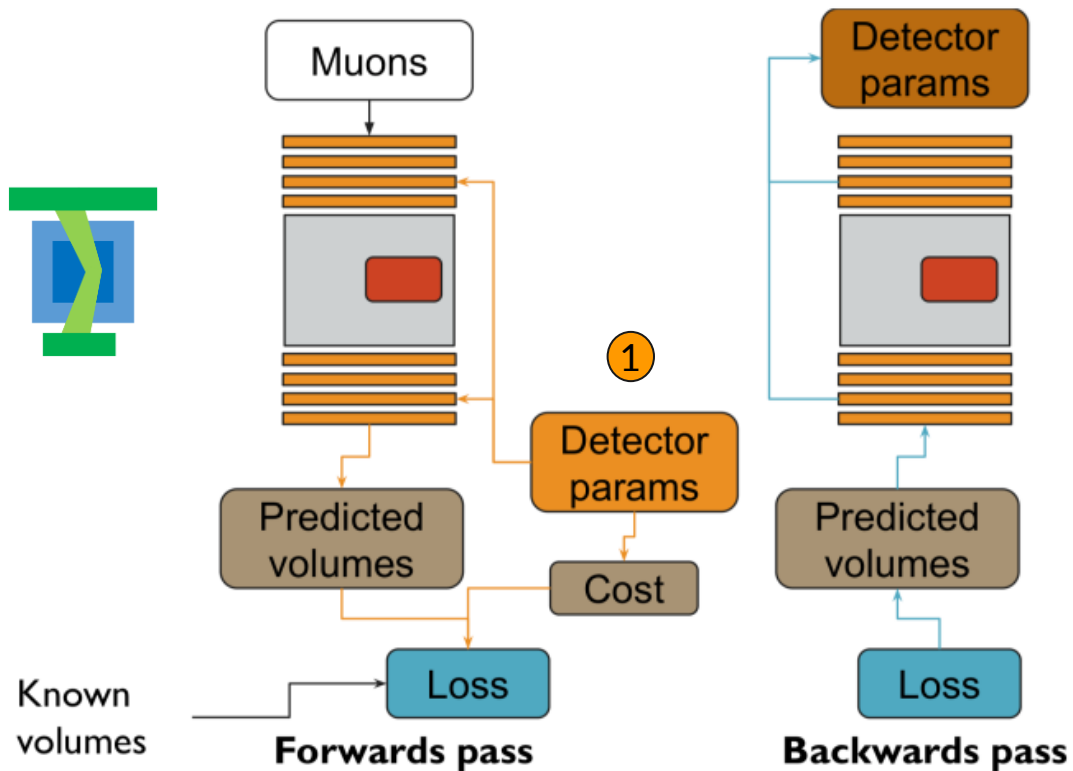 Muons
1
Detector
params
Predicted
volumes
Cost
Loss
Known
volumes
Forwards pass
Detector
params
Predicted
volumes
Loss
Backwards pass